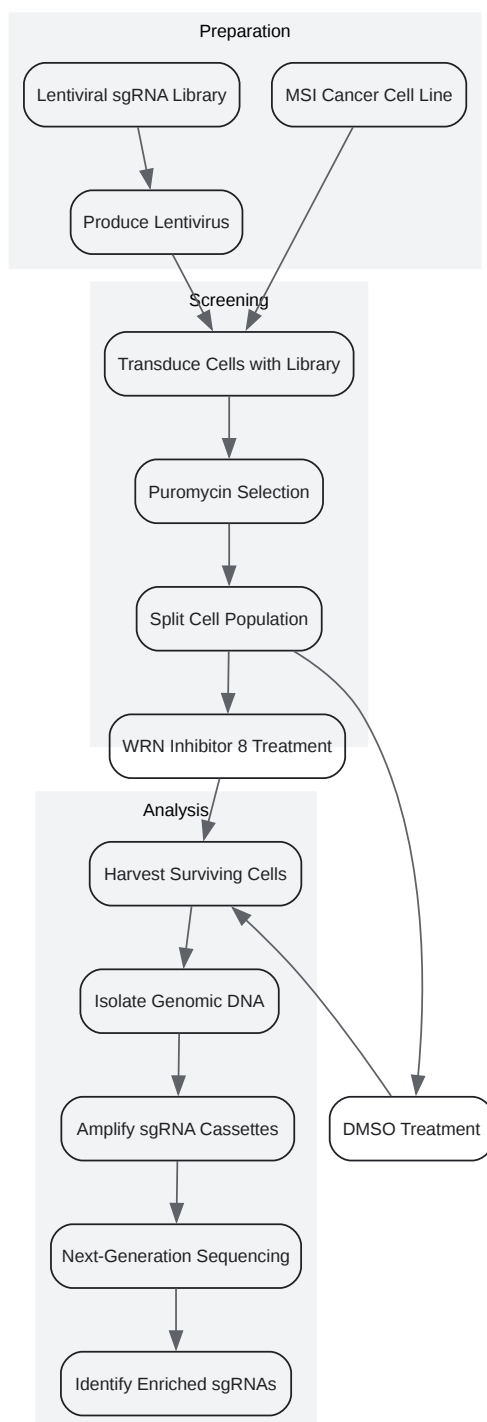 Preparation
Lentiviral sgRNA Library
MSI Cancer Cell Line
Produce Lentivirus
Screening
Transduce Cells with Library
Puromycin Selection
Split Cell Population
WRN Inhibitor 8 Treatment
Analysis
Harvest Surviving Cells
Isolate Genomic DNA
Amplify sgRNA Cassettes
DMSO Treatment
Next-Generation Sequencing
Identify Enriched sgRNAs